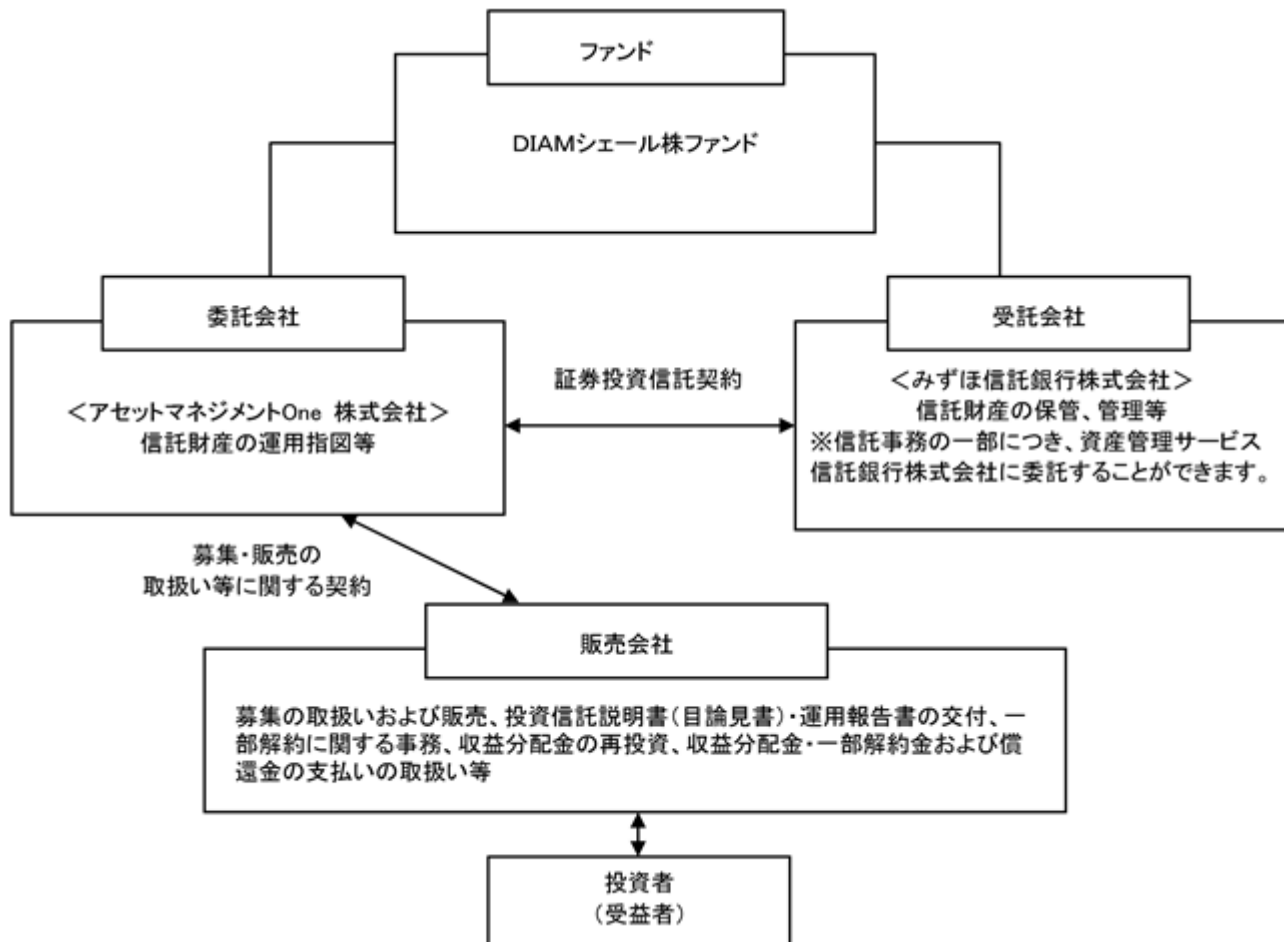 ファンド
DIAMシェール株ファンド
委託会社
＜アセットマネジメントOne 株式会社＞
信託財産の運用指図等
証券投資信託契約
受託会社
＜みずほ信託銀行株式会社＞
信託財産の保管、管理等
※信託事務の一部につき、資産管理サービス
信託銀行株式会社に委託することができます。
募集・販売の
取扱い等に関する契約
販売会社
募集の取扱いおよび販売、投資信託説明書(目論見書)・運用報告書の交付、一
部解約に関する事務、収益分配金の再投資、収益分配金・一部解約金および償
還金の支払いの取扱い等
投資者
（受益者）